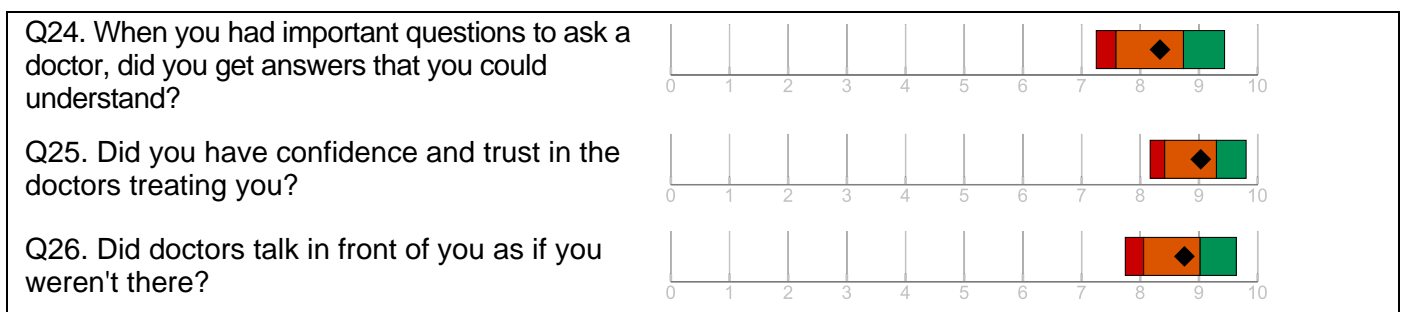 Q24. When you had important questions to ask a
doctor, did you get answers that you could
understand?
0 1 2 3 4 5 6 7 8 9 10
Q25. Did you have confidence and trust in the
doctors treating you?
0 1 2 3 4 5 6 7 8 9 10
Q26. Did doctors talk in front of you as if you
weren't there?
0 1 2 3 4 5 6 7 8 9 10